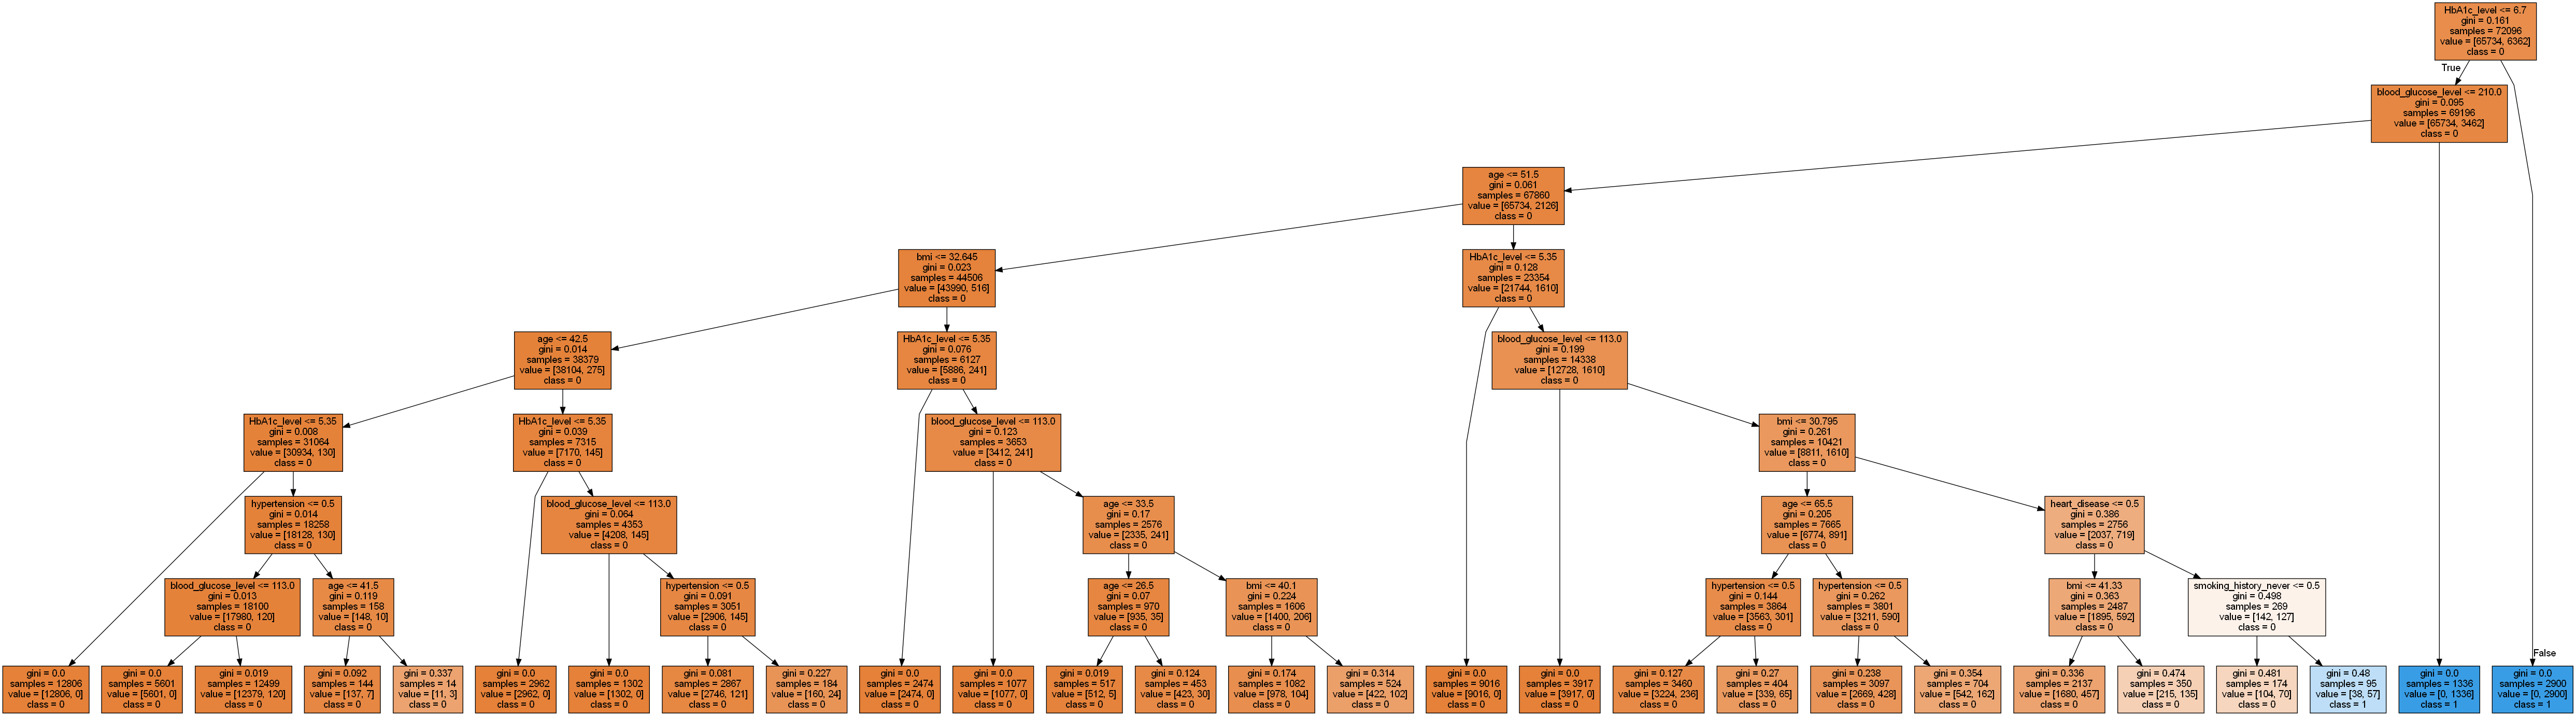 HbA1c_level <= 6.7
gini = 0.161
samples = 72096
value = [65734, 6362]
class = 0
True
blood_glucose_level <= 210.0
gini = 0.095
samples = 69196
value = [65734, 3462]
class = 0
age <= 51.5
gini = 0.061
samples = 67860
value = [65734, 2126]
class = 0
bmi <= 32.645
gini = 0.023
samples = 44506
value = [43990, 516]
class = 0
HbA1c_level <= 5.35
gini = 0.128
samples = 23354
value = [21744, 1610]
class = 0
age <= 42.5
gini = 0.014
samples = 38379
value = [38104, 275]
class = 0
HbA1c_level <= 5.35
gini = 0.076
samples = 6127
value = [5886, 241]
class = 0
blood_glucose_level <= 113.0
gini = 0.199
samples = 14338
value = [12728, 1610]
class = 0
HbA1c_level <= 5.35
gini = 0.008
samples = 31064
value = [30934, 130]
class = 0
HbA1c_level <= 5.35
gini = 0.039
samples = 7315
value = [7170, 145]
class = 0
blood_glucose_level <= 113.0
gini = 0.123
samples = 3653
value = [3412, 241]
class = 0
bmi <= 30.795
gini = 0.261
samples = 10421
value = [8811, 1610]
class = 0
hypertension <= 0.5
gini = 0.014
samples = 18258
value = [18128, 130]
class = 0
blood_glucose_level <= 113.0
gini = 0.064
samples = 4353
value = [4208, 145]
class = 0
age <= 33.5
gini = 0.17
samples = 2576
value = [2335, 241]
class = 0
age <= 65.5
gini = 0.205
samples = 7665
value = [6774, 891]
class = 0
heart_disease <= 0.5
gini = 0.386
samples = 2756
value = [2037, 719]
class = 0
blood_glucose_level <= 113.0
gini = 0.013
samples = 18100
value = [17980, 120]
class = 0
age <= 41.5
gini = 0.119
samples = 158
value = [148, 10]
class = 0
hypertension <= 0.5
gini = 0.091
samples = 3051
value = [2906, 145]
class = 0
age <= 26.5
gini = 0.07
samples = 970
value = [935, 35]
class = 0
bmi <= 40.1
gini = 0.224
samples = 1606
value = [1400, 206]
class = 0
hypertension <= 0.5
gini = 0.144
samples = 3864
value = [3563, 301]
class = 0
hypertension <= 0.5
gini = 0.262
samples = 3801
value = [3211, 590]
class = 0
bmi <= 41.33
gini = 0.363
samples = 2487
value = [1895, 592]
class = 0
smoking_history_never <= 0.5
gini = 0.498
samples = 269
value = [142, 127]
class = 0
False
gini = 0.0
samples = 12806
value = [12806, 0]
class = 0
gini = 0.0
samples = 5601
value = [5601, 0]
class = 0
gini = 0.019
samples = 12499
value = [12379, 120]
class = 0
gini = 0.092
samples = 144
value = [137, 7]
class = 0
gini = 0.337
samples = 14
value = [11, 3]
class = 0
gini = 0.0
samples = 2962
value = [2962, 0]
class = 0
gini = 0.0
samples = 1302
value = [1302, 0]
class = 0
gini = 0.081
samples = 2867
value = [2746, 121]
class = 0
gini = 0.227
samples = 184
value = [160, 24]
class = 0
gini = 0.0
samples = 2474
value = [2474, 0]
class = 0
gini = 0.0
samples = 1077
value = [1077, 0]
class = 0
gini = 0.019
samples = 517
value = [512, 5]
class = 0
gini = 0.124
samples = 453
value = [423, 30]
class = 0
gini = 0.174
samples = 1082
value = [978, 104]
class = 0
gini = 0.314
samples = 524
value = [422, 102]
class = 0
gini = 0.0
samples = 9016
value = [9016, 0]
class = 0
gini = 0.0
samples = 3917
value = [3917, 0]
class = 0
gini = 0.127
samples = 3460
value = [3224, 236]
class = 0
gini = 0.27
samples = 404
value = [339, 65]
class = 0
gini = 0.238
samples = 3097
value = [2669, 428]
class = 0
gini = 0.354
samples = 704
value = [542, 162]
class = 0
gini = 0.336
samples = 2137
value = [1680, 457]
class = 0
gini = 0.474
samples = 350
value = [215, 135]
class = 0
gini = 0.481
samples = 174
value = [104, 70]
class = 0
gini = 0.48
samples = 95
value = [38, 57]
class = 1
gini = 0.0
samples = 1336
value = [0, 1336]
class = 1
gini = 0.0
samples = 2900
value = [0, 2900]
class = 1